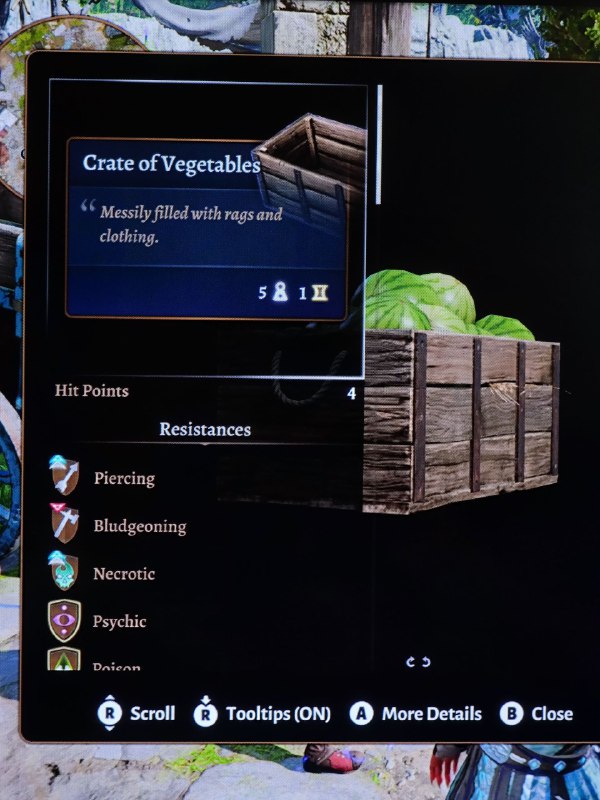 Crate of Vegetables
“ Messily filled with rags and
clothing.
5 1
Hit Points 4
Resistances
Piercing
Bludgeoning
Necrotic
Psychic
Poison
R Scroll R Tooltips (ON) A More Details B Close